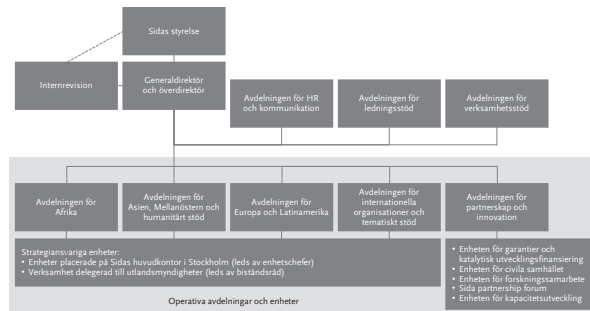 Sidas styrelse
Internrevision
Generaldirektör
och överdirektör
Avdelningen för HR
och kommunikation
Avdelningen för
ledningsstöd
Avdelningen för
verksamhetsstöd
Avdelningen för
Afrika
Avdelningen för
Asien, Mellanöstern och
humanitärt stöd
Avdelningen för
Europa och Latinamerika
Avdelningen för
internationella
organisationer och
tematiskt stöd
Avdelningen för
partnerskap och
innovation
Strategiansvariga enheter:
• Enheter placerade på Sidas huvudkontor i Stockholm (leds av enhetschefer)
• Verksamhet delegerad till utlandsmyndigheter (leds av biståndsråd)
• Enheten för garantier och
katalytisk utvecklingsfinansiering
• Enheten för civila samhället
• Enheten för forskningssamarbete
• Sida partnership forum
• Enheten för kapacitetsutveckling
Operativa avdelningar och enheter